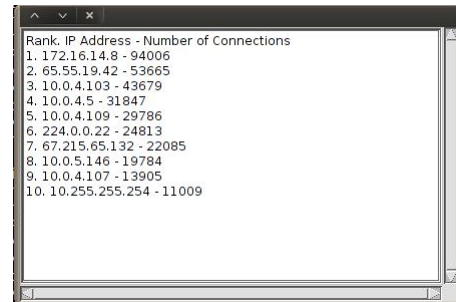 Rank. IP Address - Number of Connections
1. 172.16.14.8 - 94006
2. 65.55.19.42 - 53665
3. 10.0.4.103 - 43679
4. 10.0.4.5 - 31847
5. 10.0.4.109 - 29786
6. 224.0.0.22 - 24813
7. 67.215.65.132 - 22085
8. 10.0.5.146 - 19784
9. 10.0.4.107 - 13905
10. 10.255.255.254 - 11009